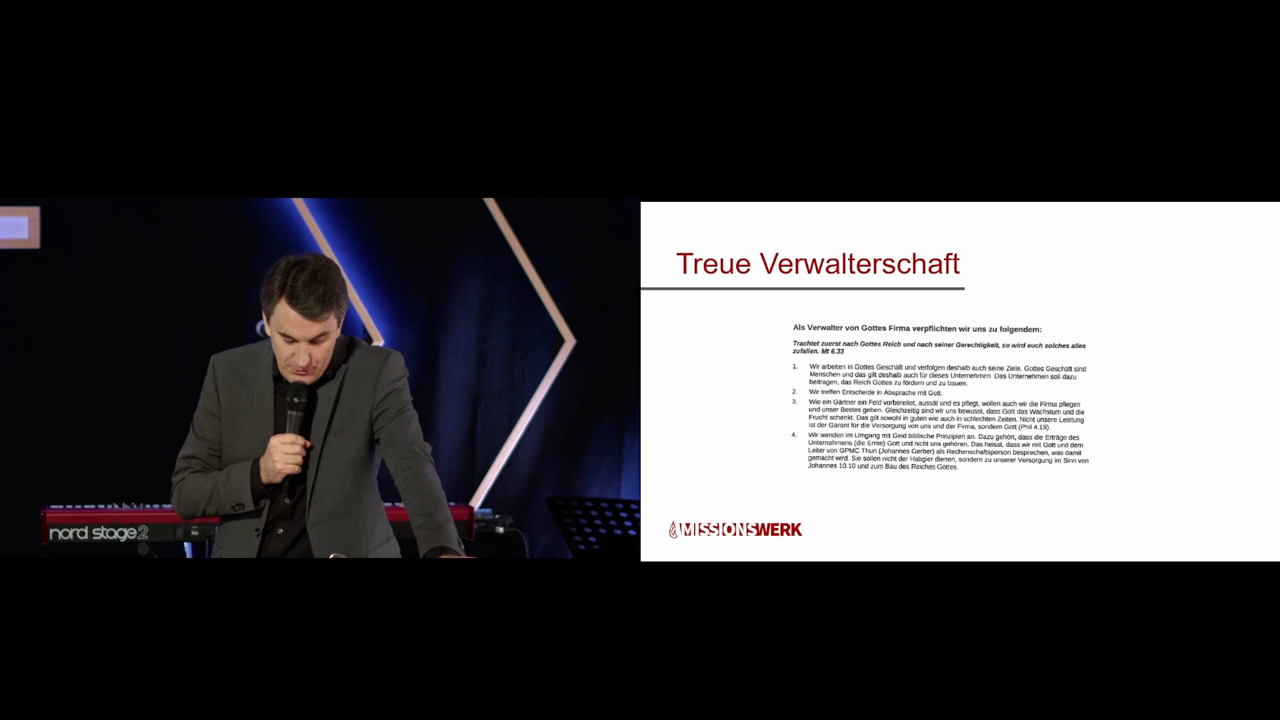 nord stage 2
Treue Verwalterschaft
Als Verwalter von Gottes Firma verpflichten wir uns zu folgendem:
Trachtet zuerst nach Gottes Reich und nach seiner Gerechtigkeit, so wird euch solches alles
zufallen. Mt 6.33
1. Wir arbeiten in Gottes Geschäft und verfolgen deshalb auch seine Ziele. Gottes Geschäft sind
Menschen und das gilt deshalb auch für dieses Unternehmen. Das Unternehmen soll dazu
beitragen, das Reich Gottes zu fördern und zu bauen.
2. Wir treffen Entscheide in Absprache mit Gott.
3. Wie ein Gärtner ein Feld vorbereitet, aussät und es pflegt, wollen auch wir die Firma pflegen
und unser Bestes geben. Gleichzeitig sind wir uns bewusst, dass Gott das Wachstum und die
Frucht schenkt. Das gilt sowohl in guten wie auch in schlechten Zeiten. Nicht unsere Leistung
ist der Garant für die Versorgung von uns und der Firma, sondern Gott (Phil 4.19).
4. Wir wenden im Umgang mit Geld biblische Prinzipien an. Dazu gehört, dass die Erträge des
Unternehmens (die Ernte) Gott und nicht uns gehören. Das heisst, dass wir mit Gott und dem
Leiter von GPMC Thun (Johannes Gerber) als Rechenschaftsperson besprechen, was damit
gemacht wird. Sie sollen nicht der Habgier dienen, sondern zu unserer Versorgung im Sinn von
Johannes 10.10 und zum Bau des Reiches Gottes.
MISSIONSWERK